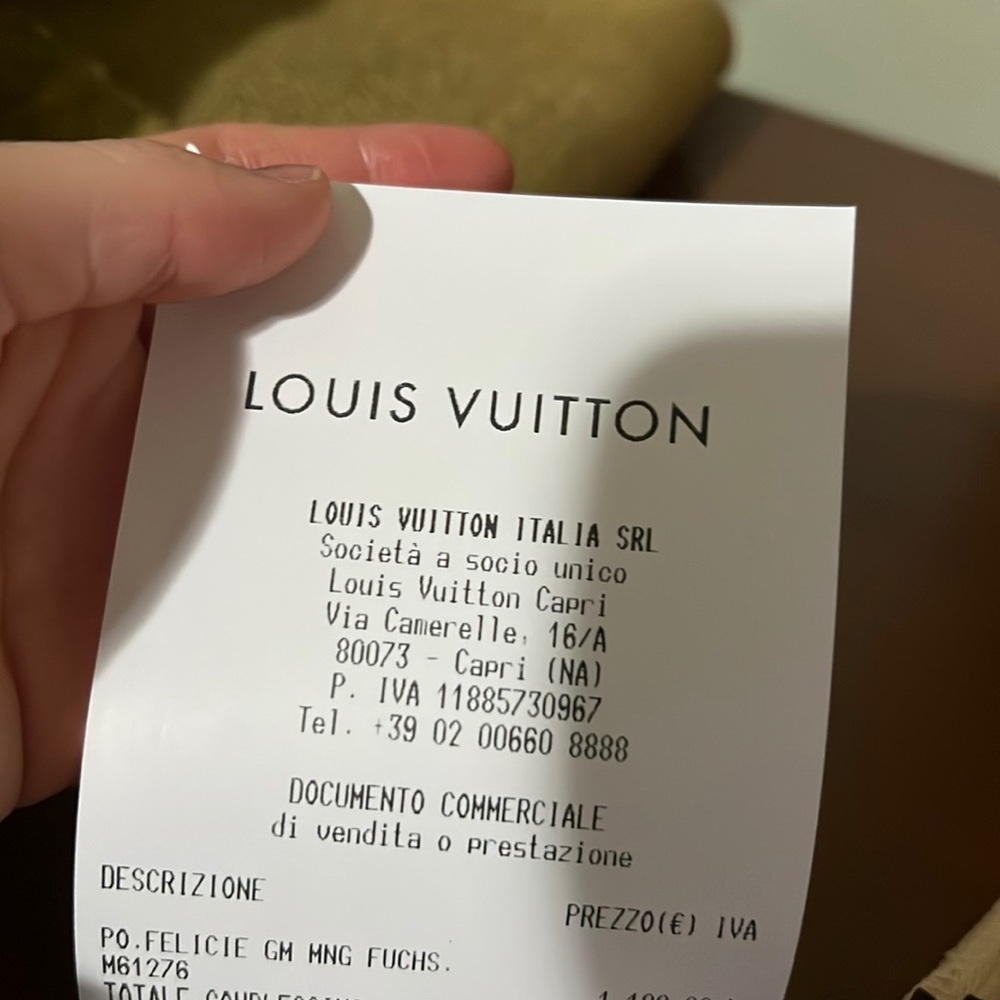 LOUIS VUITTON
LOUIS VUITTON ITALIA SRL
Società a socio unico
Louis Vuitton Capri
Via Camerelle, 16/A
80073 - Capri (NA)
P. IVA 11885730967
Tel. +39 02 00660 8888
DOCUMENTO COMMERCIALE
di vendita o prestazione
DESCRIZIONE
PREZZO(€) IVA
PO.FELICIE GM MNG FUCHS.
M61276
TOTALE